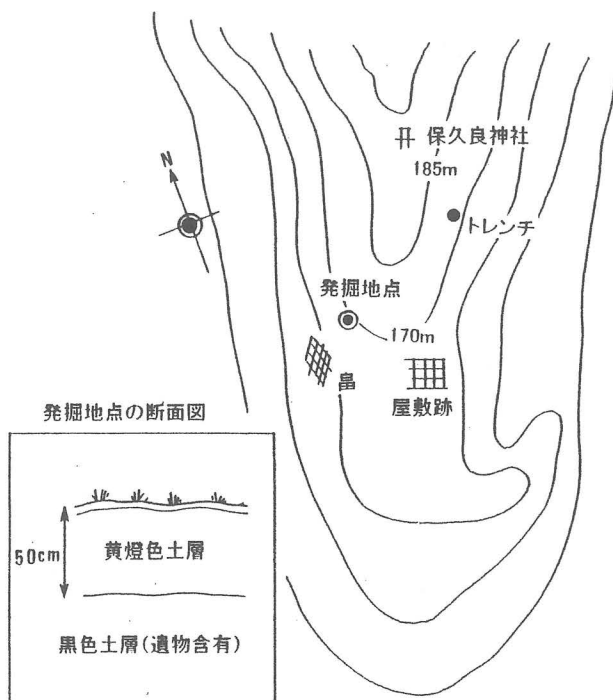 保久良神社
185m
N
トレンチ
発掘地点
170m
畠
屋敷跡
発掘地点の断面図
50cm
黄燈色土層
黒色土層(遺物含有)